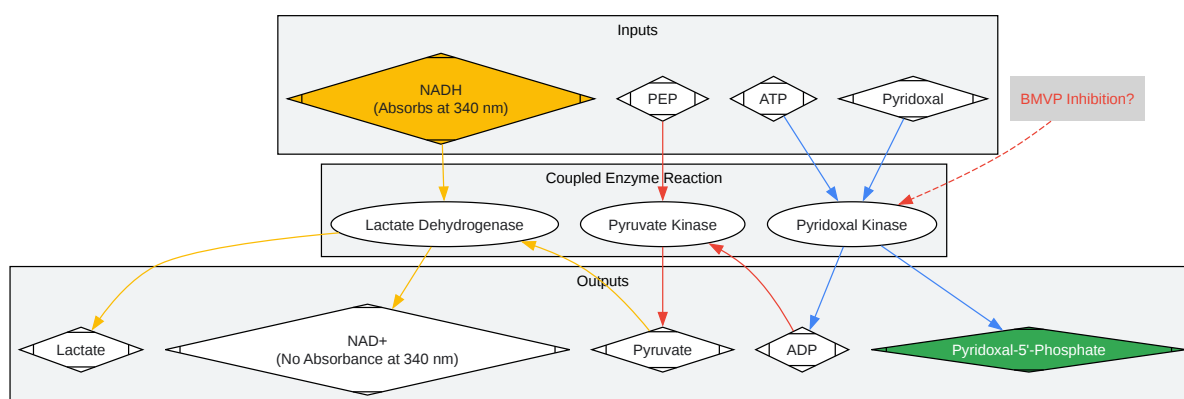 Inputs
NADH
(Absorbs at 340 nm)
PEP
ATP
Pyridoxal
BMVP Inhibition?
Coupled Enzyme Reaction
Lactate Dehydrogenase
Pyruvate Kinase
Pyridoxal Kinase
Outputs
Lactate
NAD+
(No Absorbance at 340 nm)
Pyruvate
ADP
Pyridoxal-5'-Phosphate